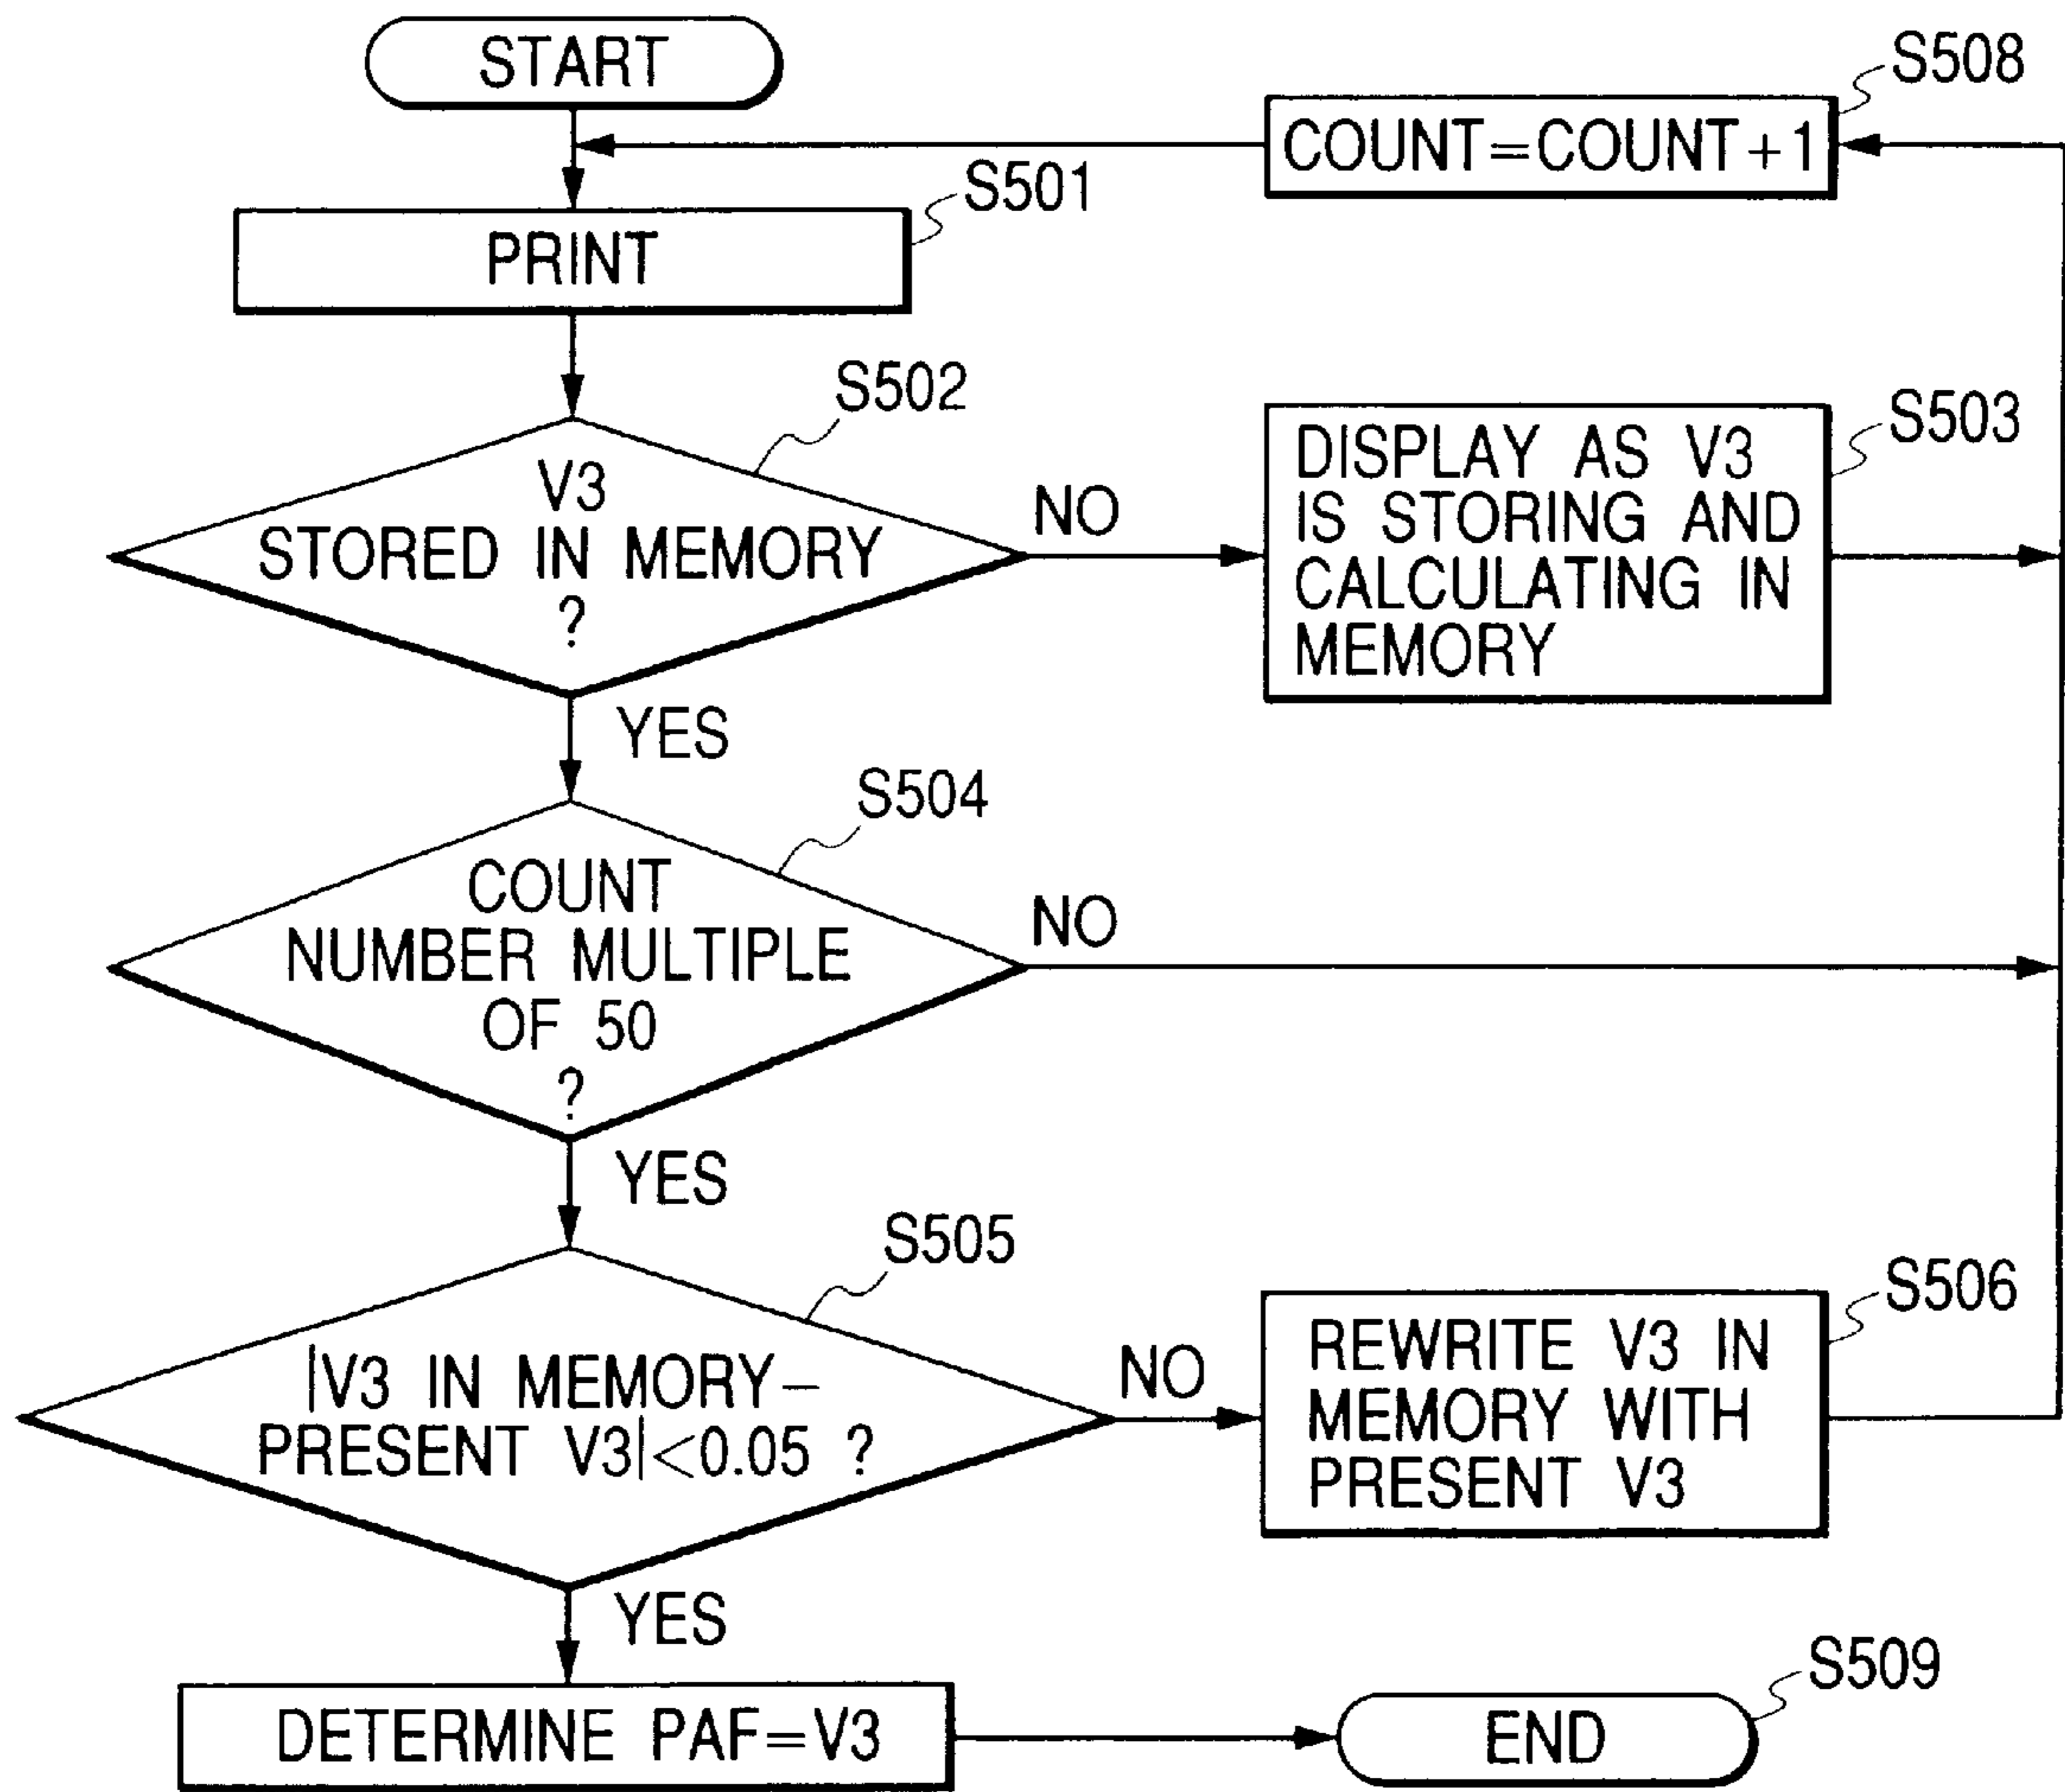 START
S508
COUNT=COUNT+1
S501
PRINT
S502
V3
STORED IN MEMORY
?
NO
S503
DISPLAY AS V3
IS STORING AND
CALCULATING IN
MEMORY
YES
S504
COUNT
NUMBER MULTIPLE
OF 50
?
NO
YES
S505
|V3 IN MEMORY–
PRESENT V3|<0.05 ?
NO
S506
REWRITE V3 IN
MEMORY WITH
PRESENT V3
YES
DETERMINE PAF=V3
S509
END